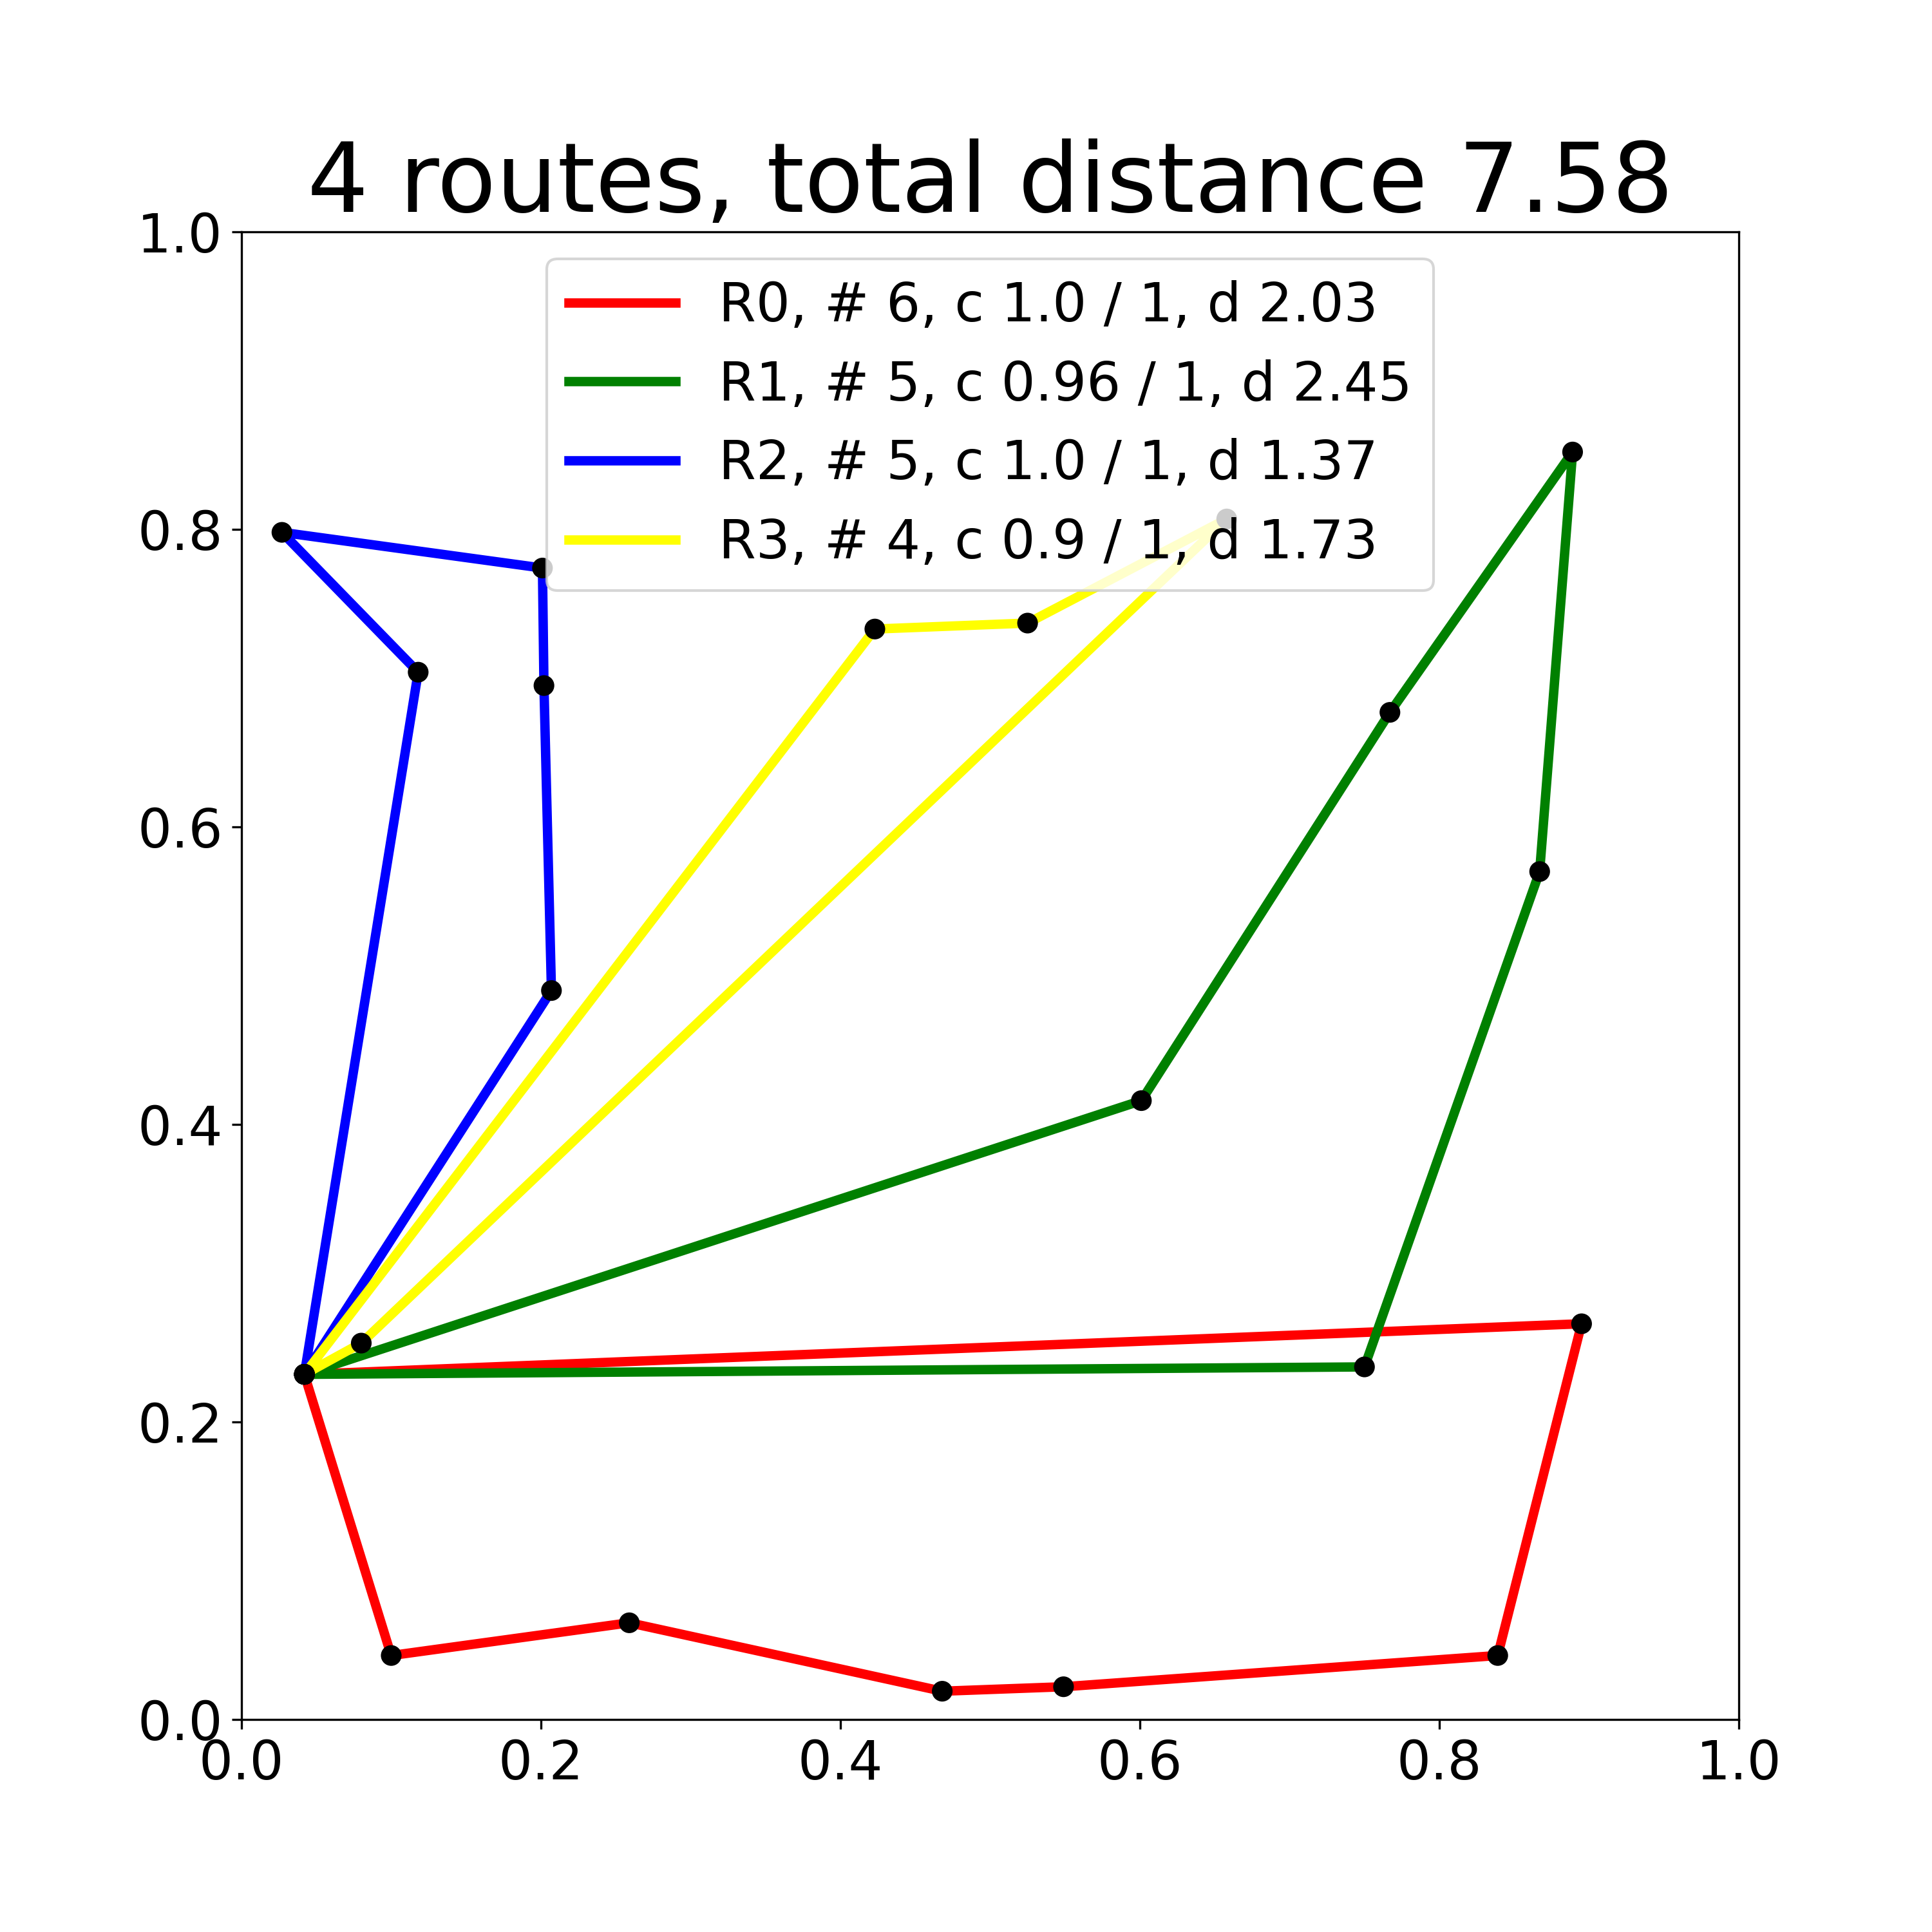 4 routes, total distance 7.58
R0, # 6, c 1.0 / 1, d 2.03
R1, # 5, c 0.96 / 1, d 2.45
R2, # 5, c 1.0 / 1, d 1.37
R3, # 4, c 0.9 / 1, d 1.73
1.0
0.8
0.6
0.4
0.2
0.0
0.0 0.2 0.4 0.6 0.8 1.0